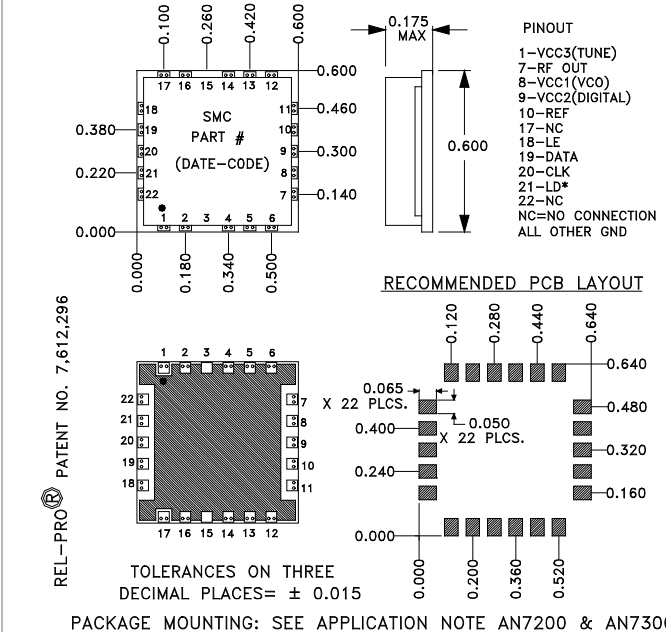 0.100
0.260
0.420
0.600
17 16 15 14 13 12
0.600
18
SMC
11
0.460
0.380
19
PART #
10
20
9
0.300
(DATE-CODE)
0.220
21
8
22
7
0.140
1 2 3 4 5 6
0.000
0.000
0.180
0.340
0.500
0.175
MAX
0.600
PINOUT
1-VCC3(TUNE)
7-RF OUT
8-VCC1(VCO)
9-VCC2(DIGITAL)
10-REF
17-NC
18-LE
19-DATA
20-CLK
21-LD*
22-NC
NC=NO CONNECTION
ALL OTHER GND
RECOMMENDED PCB LAYOUT
0.120
0.280
0.440
0.640
0.640
0.065
X 22 PLCS.
0.480
0.050
X 22 PLCS.
0.400
0.320
0.240
0.160
0.000
0.000
0.200
0.360
0.520
REL-PRO® PATENT NO. 7,612,296
1 2 3 4 5 6
22
7
21
8
20
9
19
10
18
11
17 16 15 14 13 12
TOLERANCES ON THREE
DECIMAL PLACES= ± 0.015
PACKAGE MOUNTING: SEE APPLICATION NOTE AN7200 & AN730